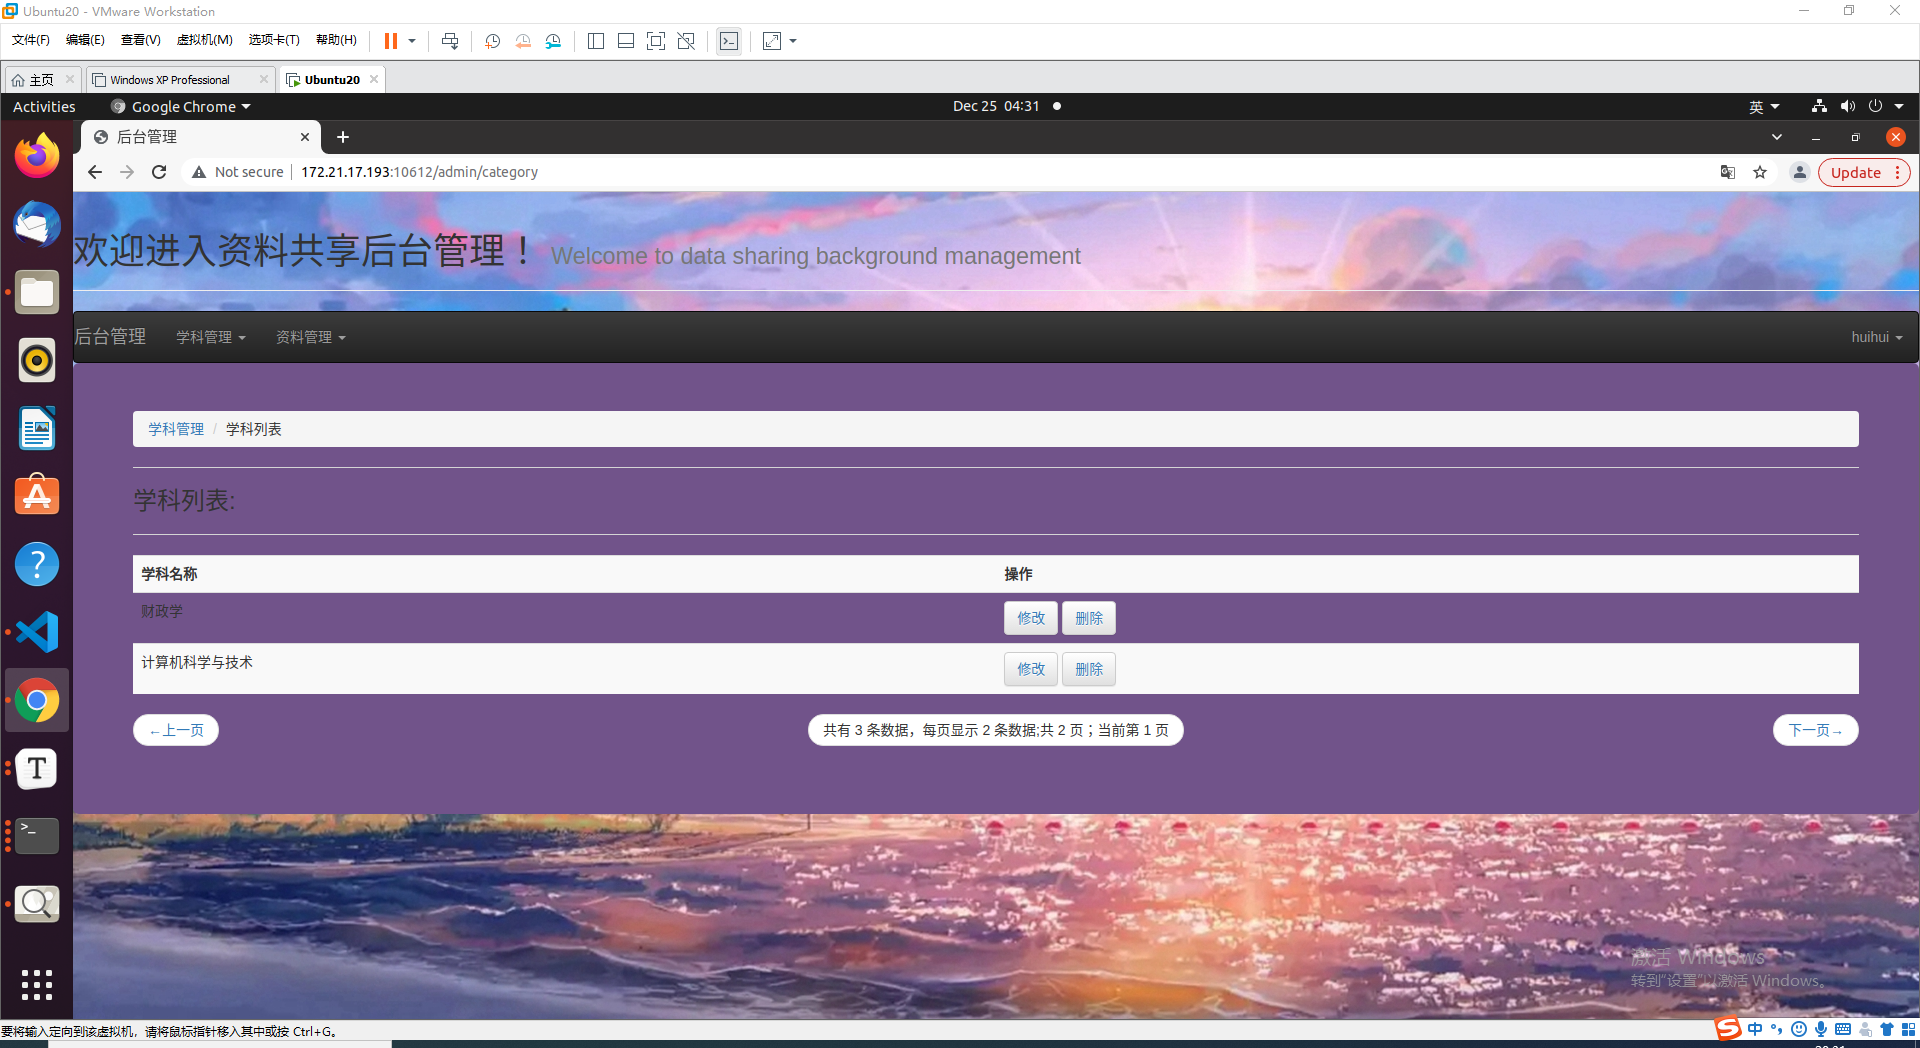 Ubuntu20 - VMware Workstation
文件(F) 编辑(E) 查看(V) 虚拟机(M) 选项卡(T) 帮助(H)
主页 Windows XP Professional Ubuntu20
Activities Google Chrome Dec 25 04:31 英
后台管理
Not secure 172.21.17.193:10612/admin/category Update
欢迎进入资料共享后台管理！ Welcome to data sharing background management
后台管理 学科管理 资料管理 huihui
学科管理 / 学科列表
学科列表:
学科名称 操作
财政学 修改 删除
计算机科学与技术 修改 删除
←上一页 共有 3 条数据，每页显示 2 条数据;共 2 页；当前第 1 页 下一页→
激活 Windows
转到"设置"以激活 Windows。
要将输入定向到该虚拟机，请将鼠标指针移入其中或按 Ctrl+G。
中